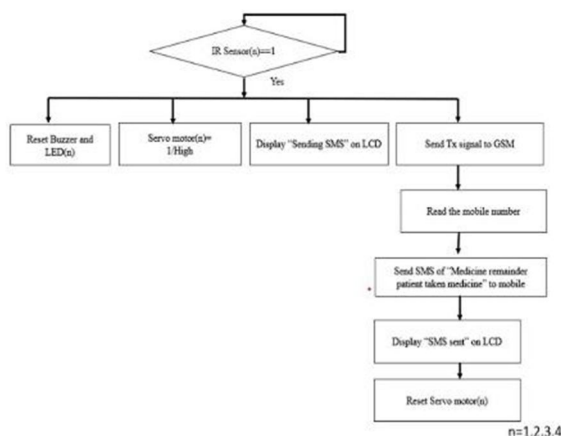 IR Sensor(n)==1
Yes
Reset Buzzer and
LED(n)
Servo motor(n)=
1/High
Display “Sending SMS” on LCD
Send Tx signal to GSM
Read the mobile number
Send SMS of “Medicine remainder
patient taken medicine” to mobile
Display “SMS sent” on LCD
Reset Servo motor(n)
n=1,2,3,4